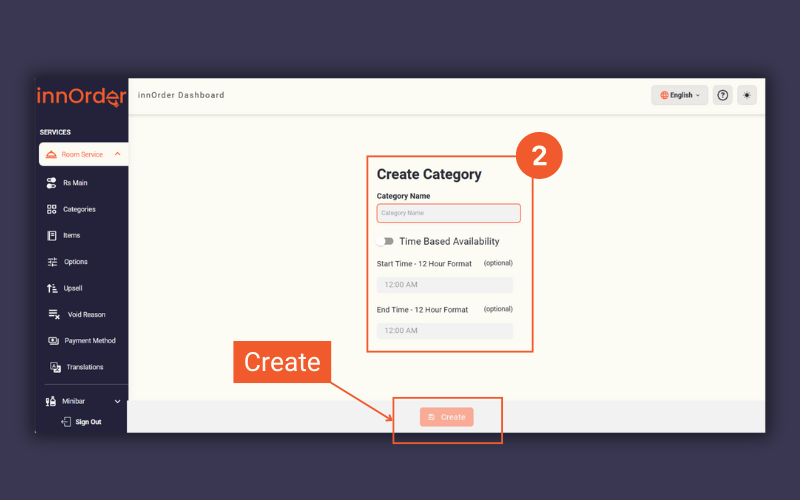 innOrder
innOrder Dashboard
English
SERVICES
Room Service
Rs Main
Categories
Items
Options
Upsell
Void Reason
Payment Method
Translations
Minibar
Sign Out
2
Create Category
Category Name
Category Name
Time Based Availability
Start Time - 12 Hour Format (optional)
12:00 AM
End Time - 12 Hour Format (optional)
12:00 AM
Create
Create